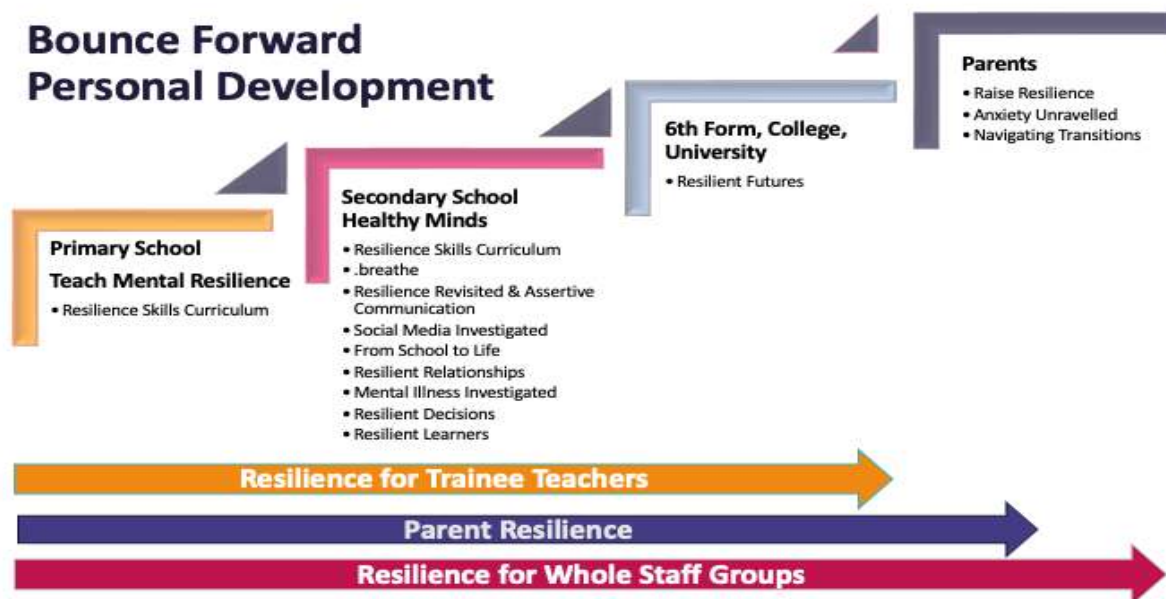 Bounce Forward
Personal Development
Primary School
Teach Mental Resilience
• Resilience Skills Curriculum
Secondary School
Healthy Minds
• Resilience Skills Curriculum
• .breathe
• Resilience Revisited & Assertive
Communication
• Social Media Investigated
• From School to Life
• Resilient Relationships
• Mental Illness Investigated
• Resilient Decisions
• Resilient Learners
6th Form, College,
University
• Resilient Futures
Parents
• Raise Resilience
• Anxiety Unravelled
• Navigating Transitions
Resilience for Trainee Teachers
Parent Resilience
Resilience for Whole Staff Groups